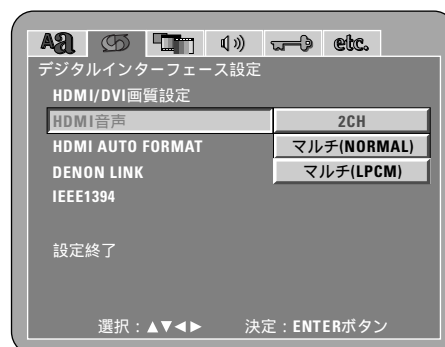 Aa etc.
デジタルインターフェース設定
HDMI/DVI画質設定
HDMI音声 2CH
HDMI AUTO FORMAT マルチ(NORMAL)
DENON LINK マルチ(LPCM)
IEEE1394
設定終了
選択：▲▼◀▶ 決定：ENTERボタン